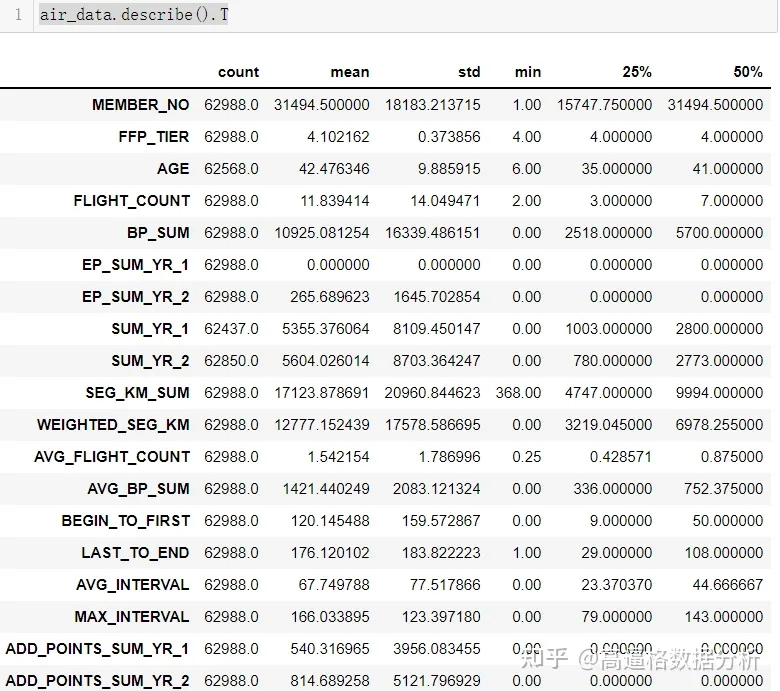 1 air_data.describe().T
count mean std min 25% 50%
MEMBER_NO 62988.0 31494.500000 18183.213715 1.00 15747.750000 31494.500000
FFP_TIER 62988.0 4.102162 0.373856 4.00 4.000000 4.000000
AGE 62568.0 42.476346 9.885915 6.00 35.000000 41.000000
FLIGHT_COUNT 62988.0 11.839414 14.049471 2.00 3.000000 7.000000
BP_SUM 62988.0 10925.081254 16339.486151 0.00 2518.000000 5700.000000
EP_SUM_YR_1 62988.0 0.000000 0.000000 0.00 0.000000 0.000000
EP_SUM_YR_2 62988.0 265.689623 1645.702854 0.00 0.000000 0.000000
SUM_YR_1 62437.0 5355.376064 8109.450147 0.00 1003.000000 2800.000000
SUM_YR_2 62850.0 5604.026014 8703.364247 0.00 780.000000 2773.000000
SEG_KM_SUM 62988.0 17123.878691 20960.844623 368.00 4747.000000 9994.000000
WEIGHTED_SEG_KM 62988.0 12777.152439 17578.586695 0.00 3219.045000 6978.255000
AVG_FLIGHT_COUNT 62988.0 1.542154 1.786996 0.25 0.428571 0.875000
AVG_BP_SUM 62988.0 1421.440249 2083.121324 0.00 336.000000 752.375000
BEGIN_TO_FIRST 62988.0 120.145488 159.572867 0.00 9.000000 50.000000
LAST_TO_END 62988.0 176.120102 183.822223 1.00 29.000000 108.000000
AVG_INTERVAL 62988.0 67.749788 77.517866 0.00 23.370370 44.666667
MAX_INTERVAL 62988.0 166.033895 123.397180 0.00 79.000000 143.000000
ADD_POINTS_SUM_YR_1 62988.0 540.316965 3956.083455 0.00 0.000000 0.000000
ADD_POINTS_SUM_YR_2 62988.0 814.689258 5121.796929 0.00 0.000000 0.000000
知乎 @高逼格数据分析